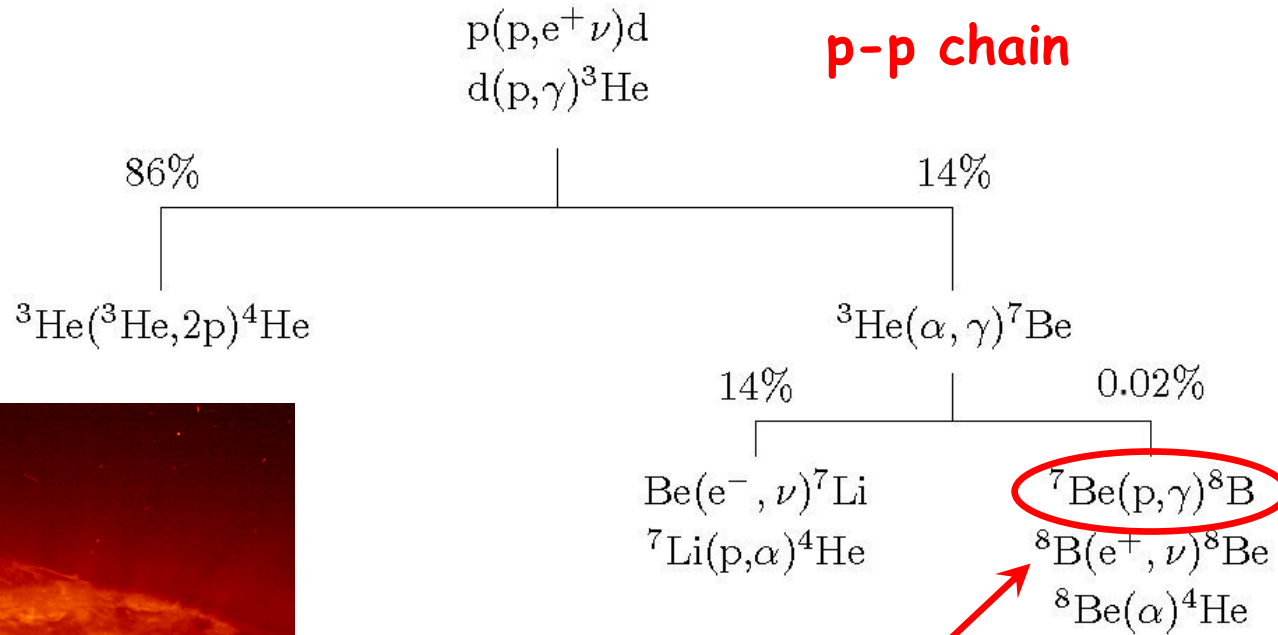 p(p,e⁺ ν)d
p-p chain
d(p,γ)³He
86%
14%
³He(³He,2p)⁴He
³He(α,γ)⁷Be
14%
0.02%
Be(e⁻,ν)⁷Li
⁷Be(p,γ)⁸B
⁷Li(p,α)⁴He
⁸B(e⁺,ν)⁸Be
⁸Be(α)⁴He